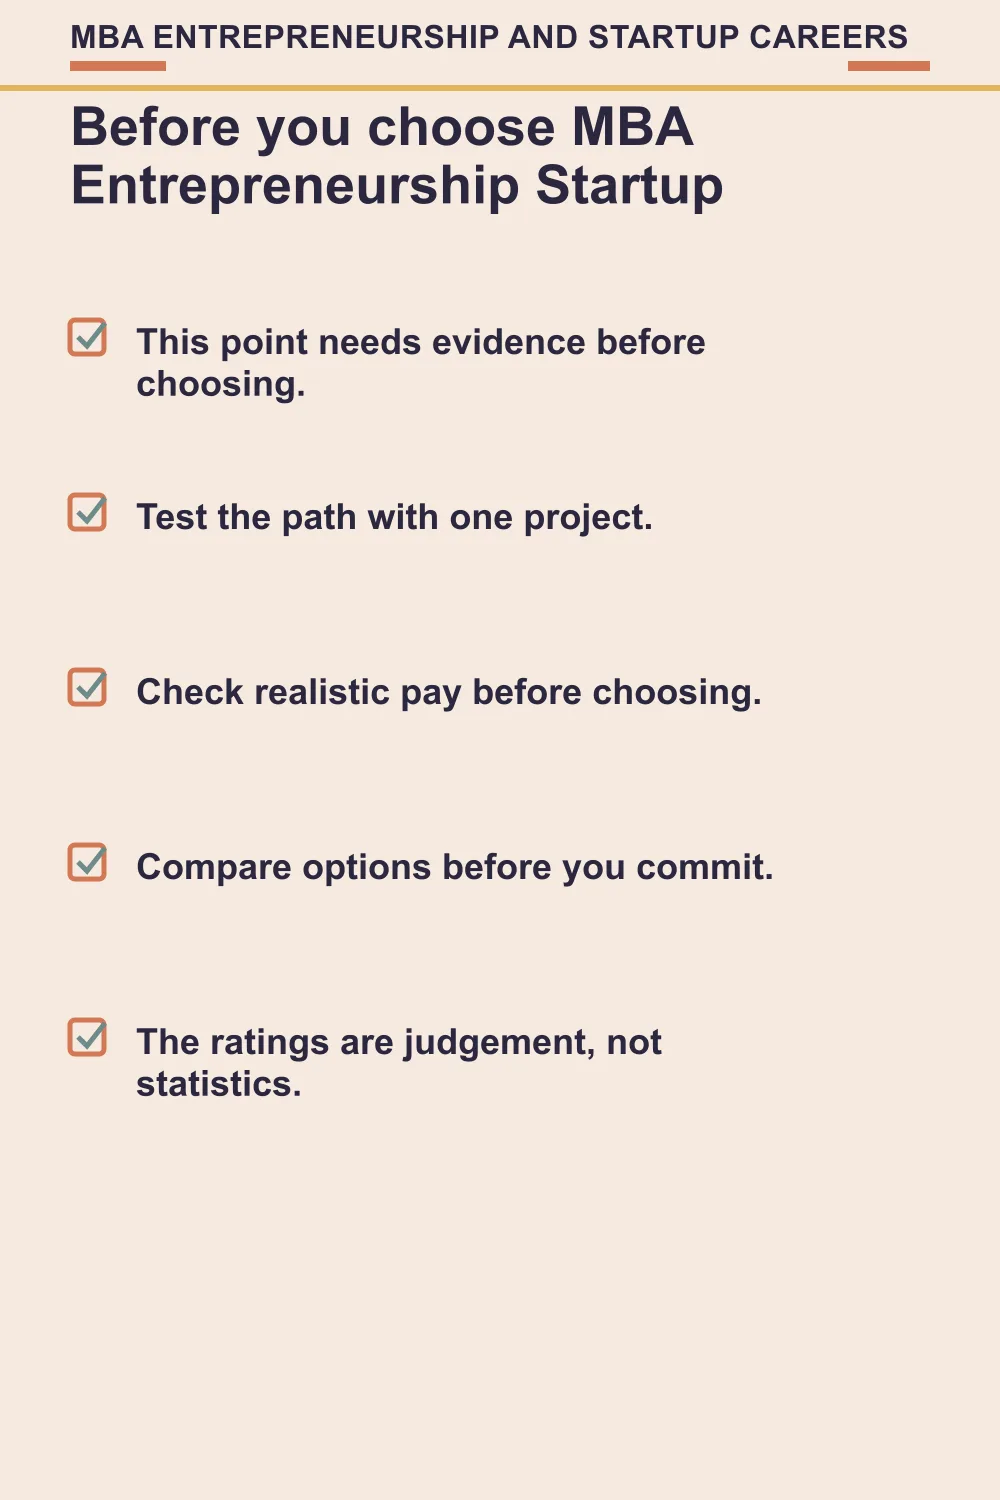 MBA ENTREPRENEURSHIP AND STARTUP CAREERS
Before you choose MBA
Entrepreneurship Startup
This point needs evidence before
choosing.
Test the path with one project.
Check realistic pay before choosing.
Compare options before you commit.
The ratings are judgement, not
statistics.